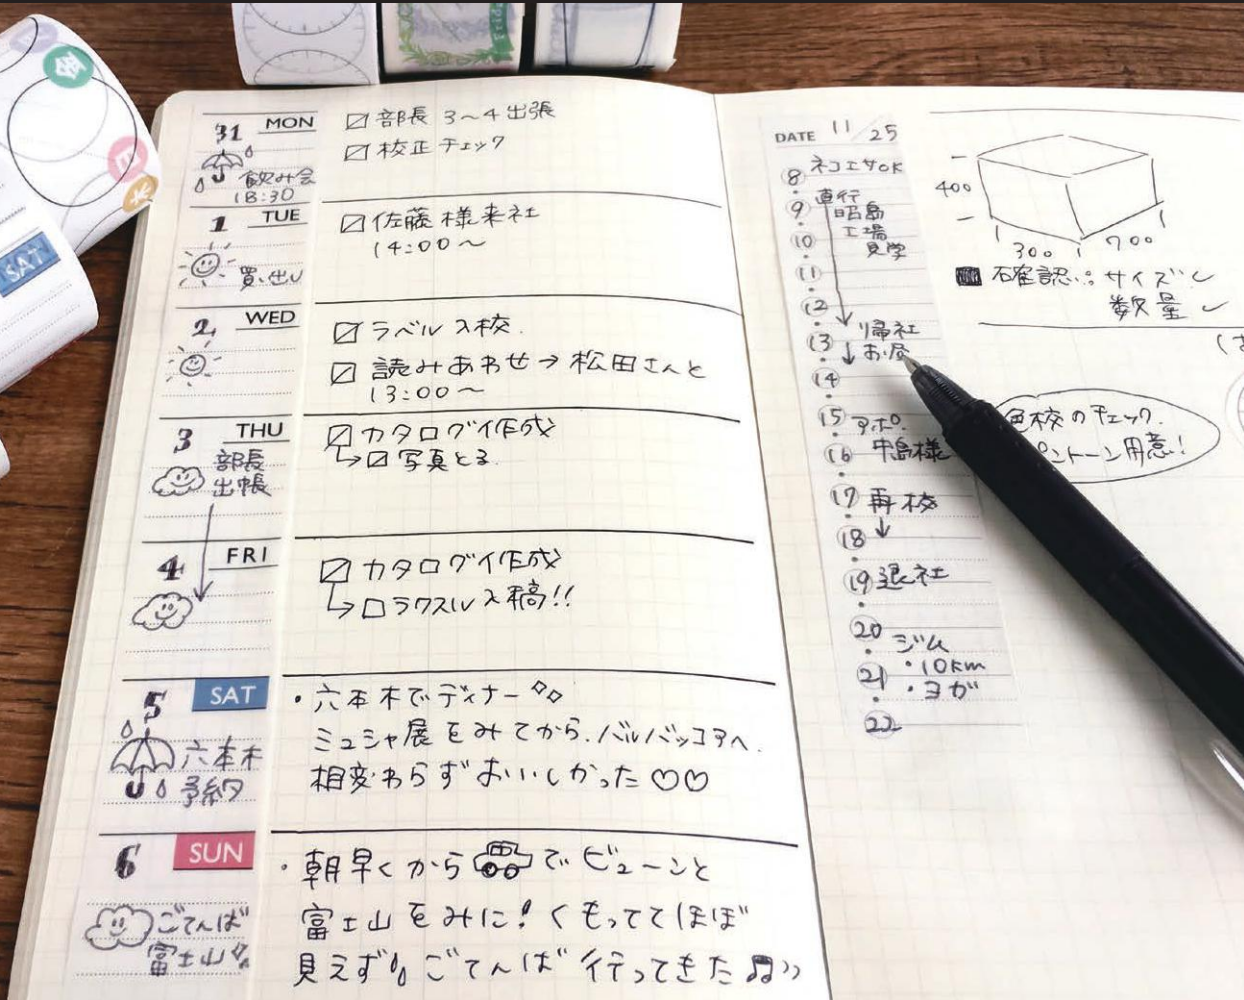 金
日
木
SAT
Friday
31 MON
飲み会
18:30
☑ 部長 3〜4 出張
☑ 校正チェック
1 TUE
買い出し
☑ 佐藤様来社
14:00〜
2 WED
☑ ラベル入校.
☑ 読みあわせ→松田さんと
13:00〜
3 THU
部長
出帳
☑ カタログイ作成
↳☑ 写真とる
4 FRI
☑ カタログイ作成
↳□ ラクスル入稿!!
5 SAT
六本木
予約
・六本木でディナー
ミュシャ展をみてから、バルバッコアへ.
相変わらずおいしかった♡♡
6 SUN
ごてんば
富士山
・朝早くから でビューンと
富士山をみに!くもっててほぼ
見えず ごてんば行ってきた♬
DATE 11/25
8 ネコエサOK
9 直行
昭島
10 工場
見学
11
12
13 帰社
お昼
14
15 アポ.
16 中島様
17 再校
18
19 退社
20 ジム
21 ・10km
・ヨガ
22
400
300
700
■ 確認:サイズ✓
数量✓
色校のチェック.
ントーン用意!